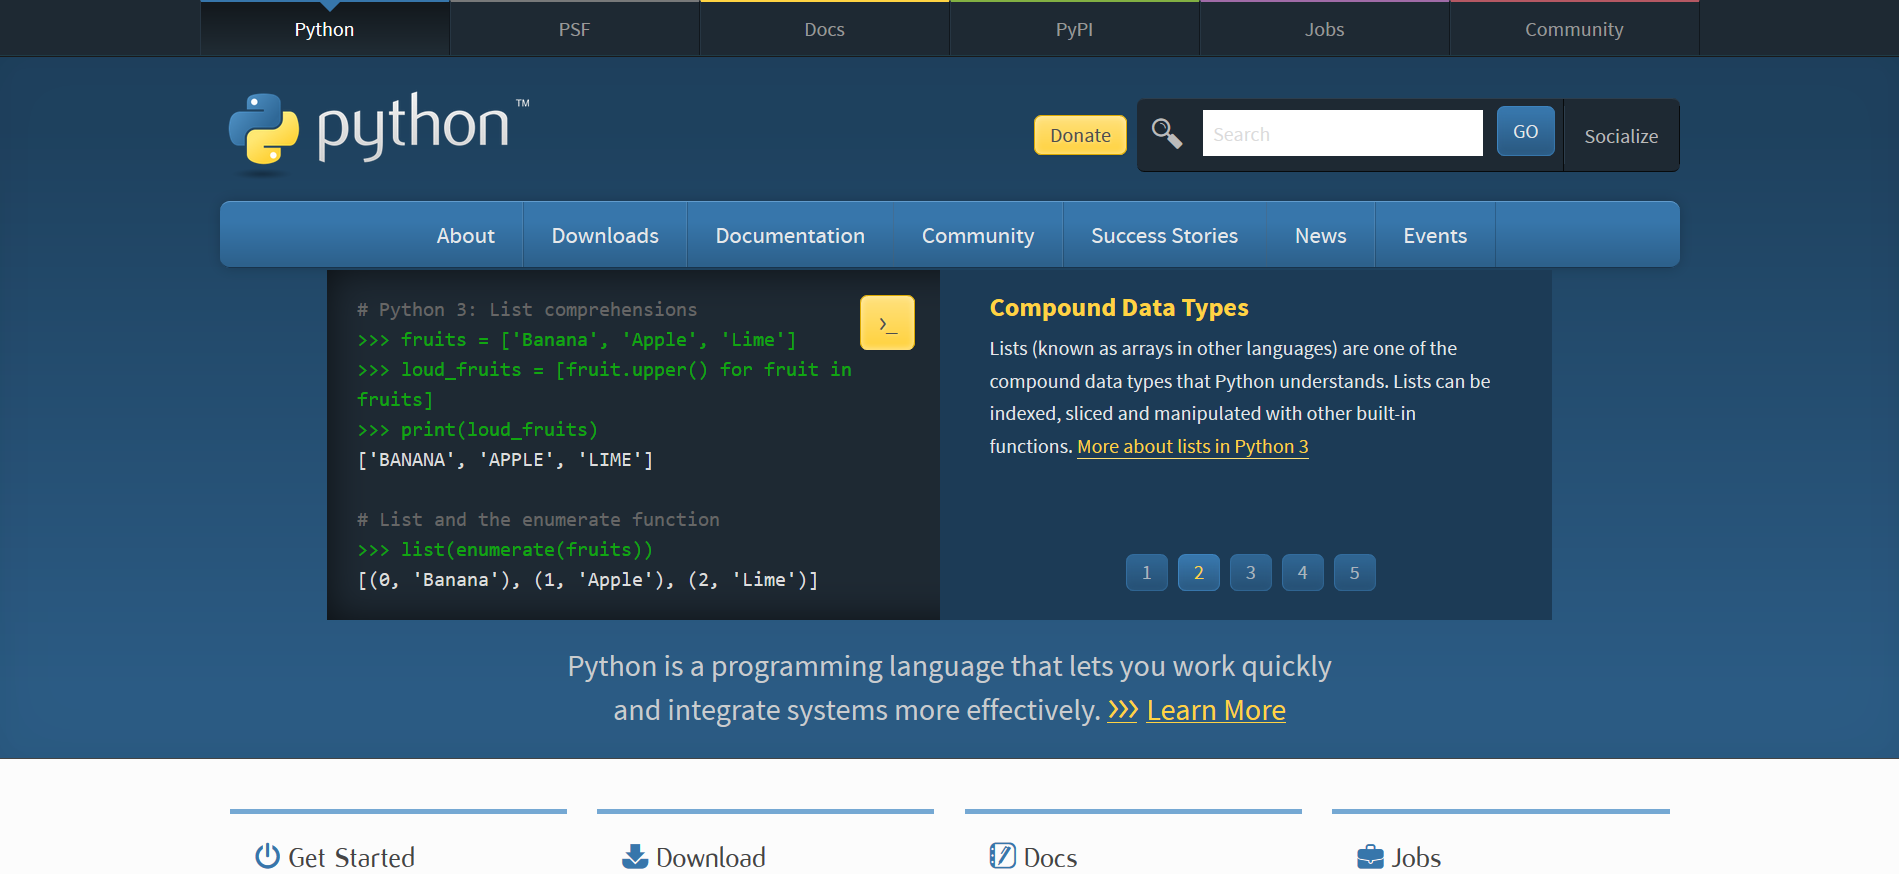 Python
PSF
Docs
PyPI
Jobs
Community
python™
Donate
Search
GO
Socialize
About
Downloads
Documentation
Community
Success Stories
News
Events
# Python 3: List comprehensions
>>> fruits = ['Banana', 'Apple', 'Lime']
>>> loud_fruits = [fruit.upper() for fruit in
fruits]
>>> print(loud_fruits)
['BANANA', 'APPLE', 'LIME']
# List and the enumerate function
>>> list(enumerate(fruits))
[(0, 'Banana'), (1, 'Apple'), (2, 'Lime')]
>_
Compound Data Types
Lists (known as arrays in other languages) are one of the
compound data types that Python understands. Lists can be
indexed, sliced and manipulated with other built-in
functions. More about lists in Python 3
1
2
3
4
5
Python is a programming language that lets you work quickly
and integrate systems more effectively. >>> Learn More
Get Started
Download
Docs
Jobs